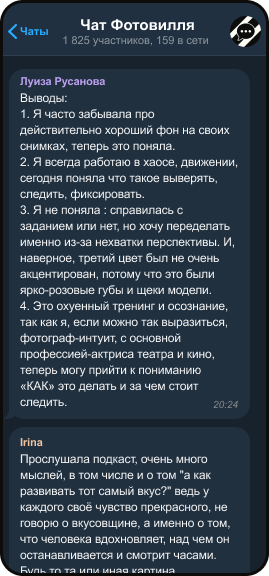 Чаты
Чат Фотовилля
1 825 участников, 159 в сети
Луиза Русанова
Выводы:
1. Я часто забывала про
действительно хороший фон на своих
снимках, теперь это поняла.
2. Я всегда работаю в хаосе, движении,
сегодня поняла что такое выверять,
следить, фиксировать.
3. Я не поняла : справилась с
заданием или нет, но хочу переделать
именно из-за нехватки перспективы. И,
наверное, третий цвет был не очень
акцентирован, потому что это были
ярко-розовые губы и щеки модели.
4. Это охуенный тренинг и осознание,
так как я, если можно так выразиться,
фотограф-интуит, с основной
профессией-актриса театра и кино,
теперь могу прийти к пониманию
«КАК» это делать и за чем стоит
следить.
20:24
Irina
Прослушала подкаст, очень много
мыслей, в том числе и о том "а как
развивать тот самый вкус?" ведь у
каждого своё чувство прекрасного, не
говорю о вкусовщине, а именно о том,
что человека вдохновляет, над чем он
останавливается и смотрит часами.
Будь то та или иная картина